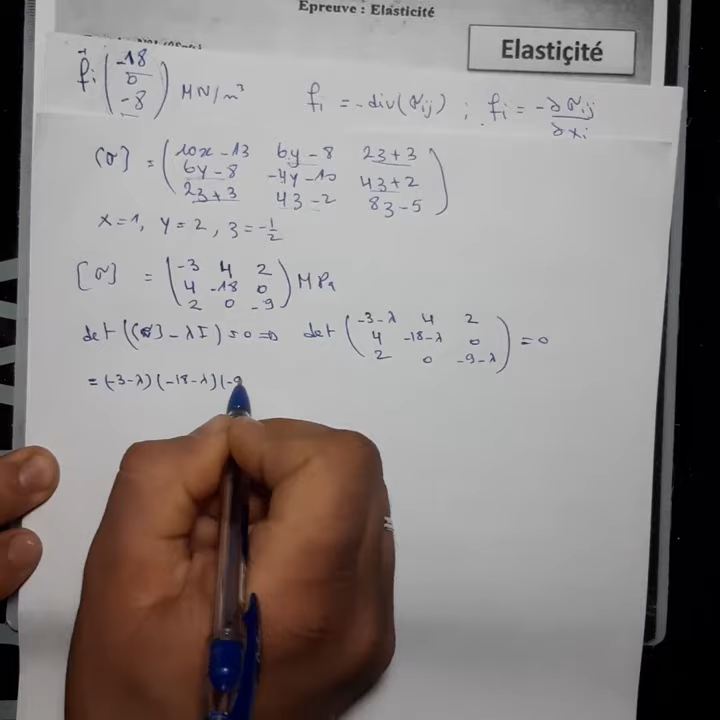 Epreuve : Elasticité
Elastiçité
f⃗i (-18 0 -8) MN/m³ fi = -div(σij) ; fi = -∂σij/∂xi
[σ] = (10x-13 6y-8 2z+3
6y-8 -4y-10 4z+2
2z+3 4z-2 8z-5)
x=1, y=2, z=-1/2
[σ] = (-3 4 2
4 -18 0
2 0 -9) MPa
det([σ]-λI)=0 ⇒ det (-3-λ 4 2
4 -18-λ 0
2 0 -9-λ) = 0
= (-3-λ)(-18-λ)(-9